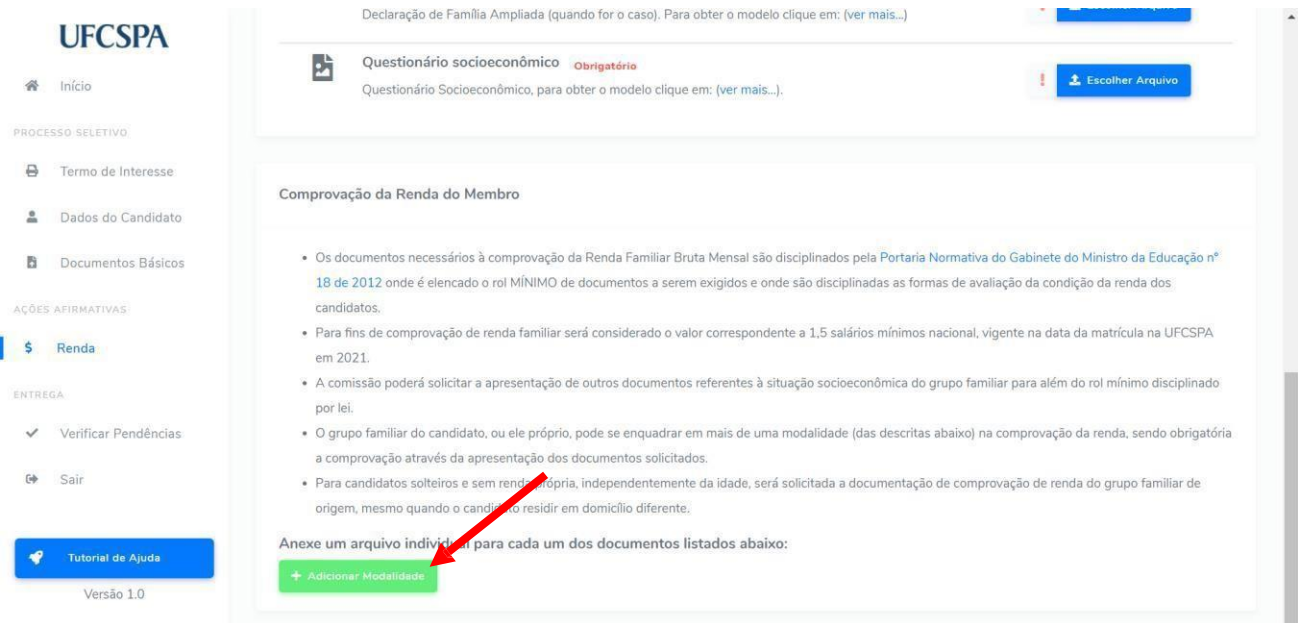 UFCSPA
Início
PROCESSO SELETIVO
Termo de Interesse
Dados do Candidato
Documentos Básicos
AÇÕES AFIRMATIVAS
$ Renda
ENTREGA
Verificar Pendências
Sair
Tutorial de Ajuda
Versão 1.0
Declaração de Família Ampliada (quando for o caso). Para obter o modelo clique em: (ver mais...)
! Escolher Arquivo
Questionário socioeconômico Obrigatório
Questionário Socioeconômico, para obter o modelo clique em: (ver mais...).
! Escolher Arquivo
Comprovação da Renda do Membro
• Os documentos necessários à comprovação da Renda Familiar Bruta Mensal são disciplinados pela Portaria Normativa do Gabinete do Ministro da Educação nº
18 de 2012 onde é elencado o rol MÍNIMO de documentos a serem exigidos e onde são disciplinadas as formas de avaliação da condição da renda dos
candidatos.
• Para fins de comprovação de renda familiar será considerado o valor correspondente a 1,5 salários mínimos nacional, vigente na data da matrícula na UFCSPA
em 2021.
• A comissão poderá solicitar a apresentação de outros documentos referentes à situação socioeconômica do grupo familiar para além do rol mínimo disciplinado
por lei.
• O grupo familiar do candidato, ou ele próprio, pode se enquadrar em mais de uma modalidade (das descritas abaixo) na comprovação da renda, sendo obrigatória
a comprovação através da apresentação dos documentos solicitados.
• Para candidatos solteiros e sem renda própria, independentemente da idade, será solicitada a documentação de comprovação de renda do grupo familiar de
origem, mesmo quando o candidato residir em domicílio diferente.
Anexe um arquivo individual para cada um dos documentos listados abaixo:
+ Adicionar Modalidade